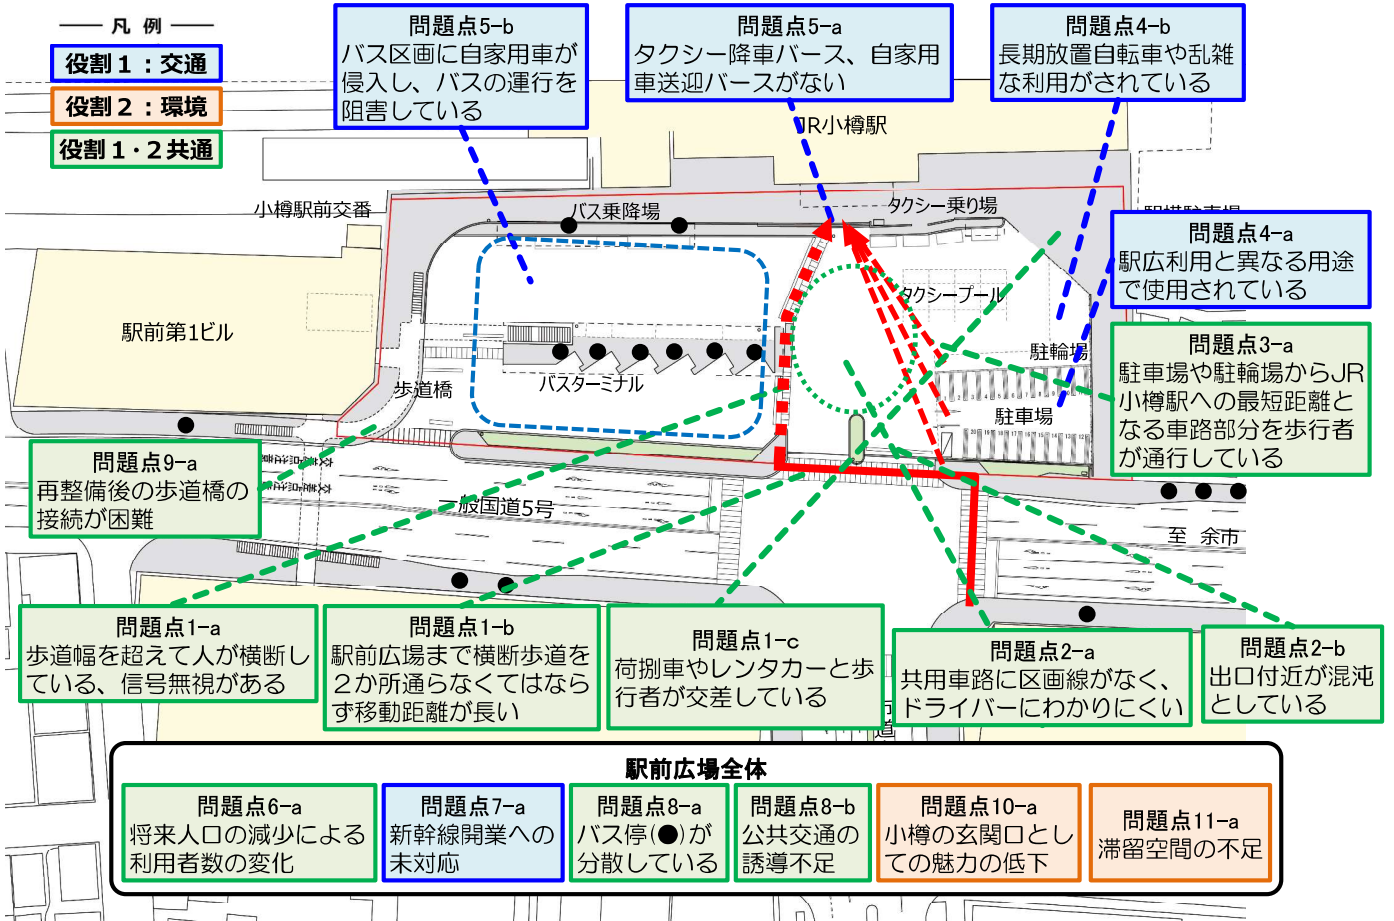 凡 例
役割１：交通
役割２：環境
役割１・２共通
問題点5-b
バス区画に自家用車が
侵入し、バスの運行を
阻害している
問題点5-a
タクシー降車バース、自家用
車送迎バースがない
問題点4-b
長期放置自転車や乱雑
な利用がされている
JR小樽駅
小樽駅前交番
バス乗降場
タクシー乗り場
問題点4-a
駅広利用と異なる用途
で使用されている
タクシープール
駅前第1ビル
駐輪場
問題点3-a
駐車場や駐輪場からJR
小樽駅への最短距離と
なる車路部分を歩行者
が通行している
バスターミナル
歩道橋
駐車場
問題点9-a
再整備後の歩道橋の
接続が困難
一般国道5号
至 余市
問題点1-a
歩道幅を超えて人が横断し
ている、信号無視がある
問題点1-b
駅前広場まで横断歩道を
２か所通らなくてはなら
ず移動距離が長い
問題点1-c
荷捌車やレンタカーと歩
行者が交差している
問題点2-a
共用車路に区画線がなく、
ドライバーにわかりにくい
問題点2-b
出口付近が混沌
としている
市
道
駅前広場全体
問題点6-a
将来人口の減少による
利用者数の変化
問題点7-a
新幹線開業への
未対応
問題点8-a
バス停(●)が
分散している
問題点8-b
公共交通の
誘導不足
問題点10-a
小樽の玄関口とし
ての魅力の低下
問題点11-a
滞留空間の不足